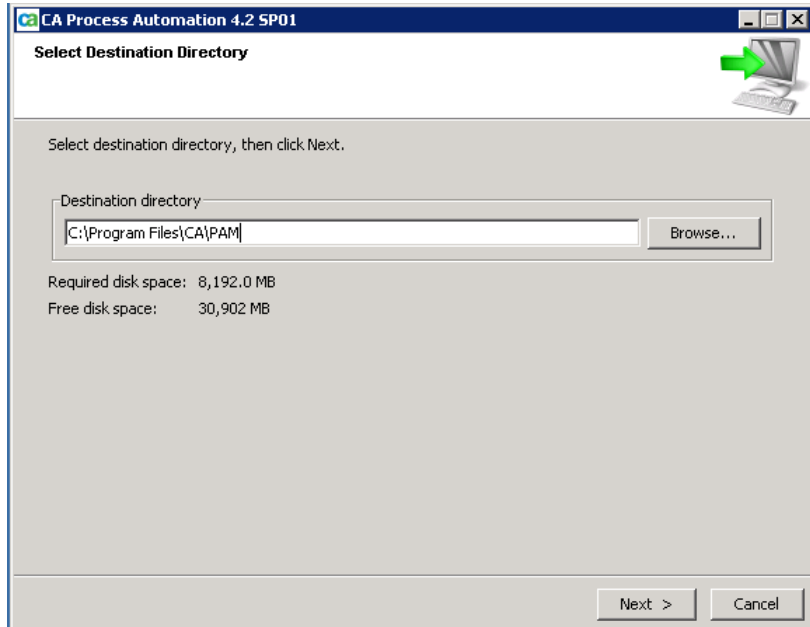 ca CA Process Automation 4.2 SP01
Select Destination Directory
Select destination directory, then click Next.
Destination directory
C:\Program Files\CA\PAM
Browse...
Required disk space: 8,192.0 MB
Free disk space: 30,902 MB
Next >
Cancel